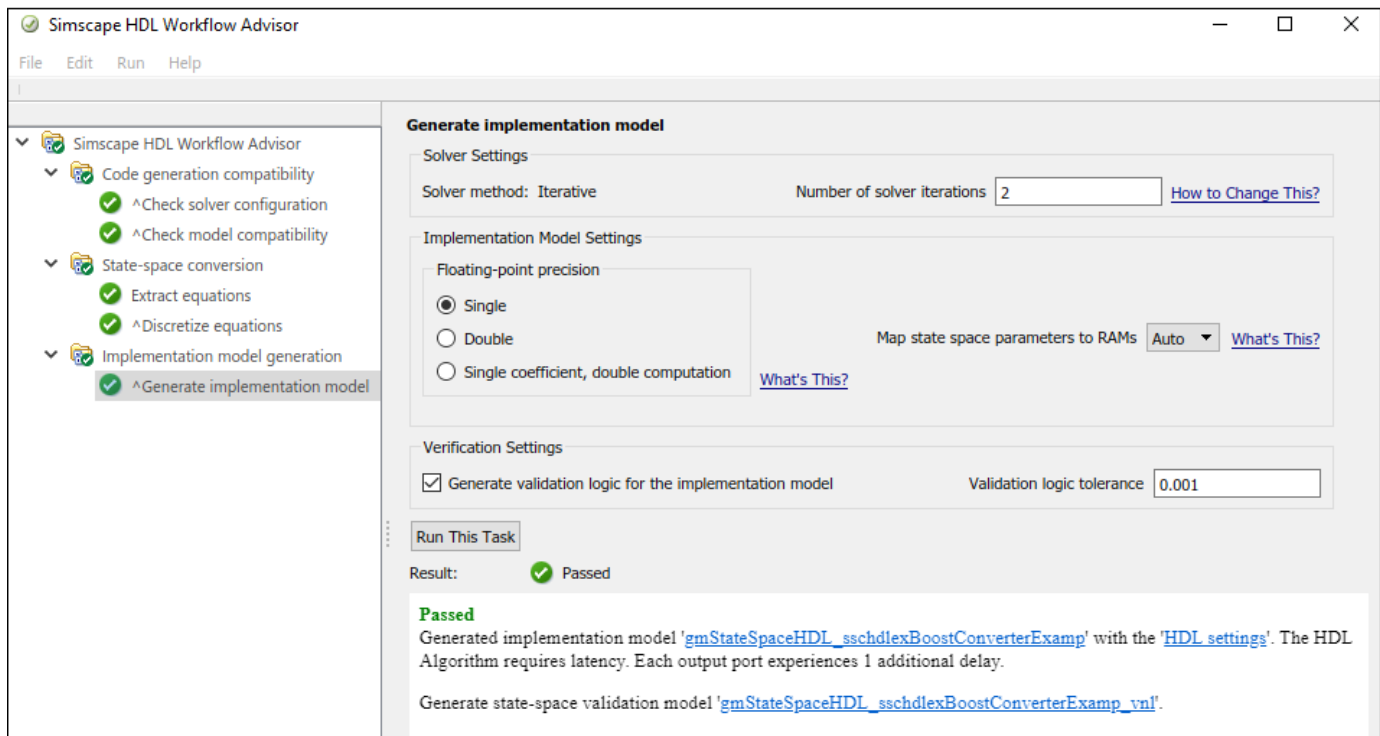 Simscape HDL Workflow Advisor
File Edit Run Help
Simscape HDL Workflow Advisor
Code generation compatibility
^Check solver configuration
^Check model compatibility
State-space conversion
Extract equations
^Discretize equations
Implementation model generation
^Generate implementation model
Generate implementation model
Solver Settings
Solver method: Iterative Number of solver iterations 2 How to Change This?
Implementation Model Settings
Floating-point precision
Single
Double
Map state space parameters to RAMs Auto What's This?
Single coefficient, double computation What's This?
Verification Settings
Generate validation logic for the implementation model Validation logic tolerance 0.001
Run This Task
Result: Passed
Passed
Generated implementation model 'gmStateSpaceHDL_sschdlexBoostConverterExamp' with the 'HDL settings'. The HDL
Algorithm requires latency. Each output port experiences 1 additional delay.
Generate state-space validation model 'gmStateSpaceHDL_sschdlexBoostConverterExamp_vnl'.